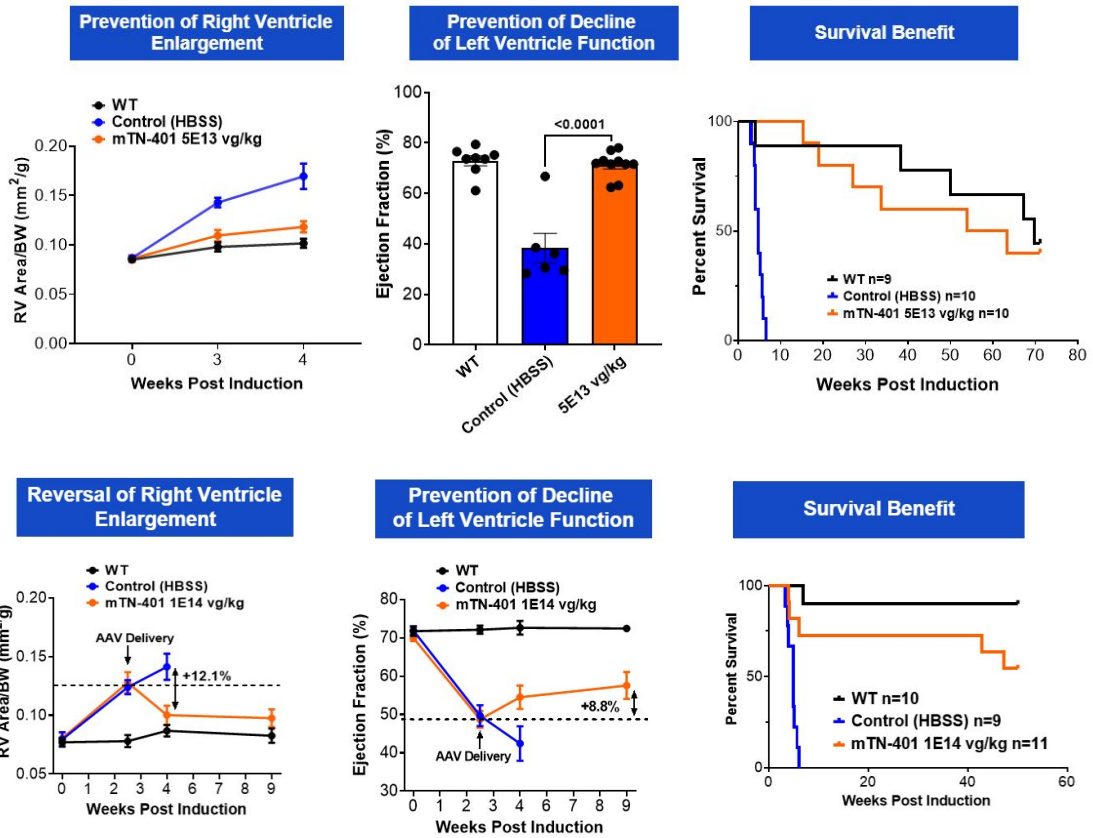 Prevention of Right Ventricle
Enlargement
WT
Control (HBSS)
mTN-401 5E13 vg/kg
RV Area/BW (mm²/g)
0.20
0.15
0.10
0.05
0.00
0
3
4
Weeks Post Induction
Prevention of Decline
of Left Ventricle Function
Ejection Fraction (%)
100
80
60
40
20
0
<0.0001
WT
Control (HBSS)
5E13 vg/kg
Survival Benefit
Percent Survival
100
50
0
WT n=9
Control (HBSS) n=10
mTN-401 5E13 vg/kg n=10
0 10 20 30 40 50 60 70 80
Weeks Post Induction
Reversal of Right Ventricle
Enlargement
WT
Control (HBSS)
mTN-401 1E14 vg/kg
RV Area/BW (mm²/g)
0.20
0.15
0.10
0.05
AAV Delivery
+12.1%
0 1 2 3 4 5 6 7 8 9
Weeks Post Induction
Prevention of Decline
of Left Ventricle Function
WT
Control (HBSS)
mTN-401 1E14 vg/kg
Ejection Fraction (%)
80
70
60
50
40
30
+8.8%
AAV Delivery
0 1 2 3 4 5 6 7 8 9
Weeks Post Induction
Survival Benefit
Percent Survival
100
50
0
WT n=10
Control (HBSS) n=9
mTN-401 1E14 vg/kg n=11
0 20 40 60
Weeks Post Induction